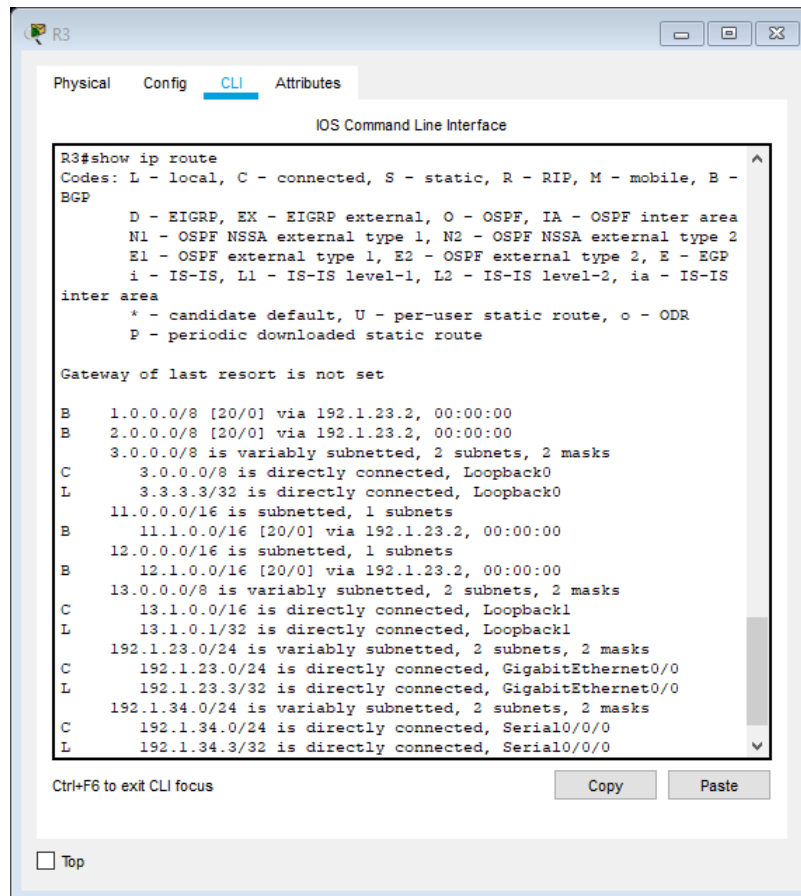 R3
Physical Config CLI Attributes
IOS Command Line Interface
R3#show ip route
Codes: L - local, C - connected, S - static, R - RIP, M - mobile, B -
BGP
D - EIGRP, EX - EIGRP external, O - OSPF, IA - OSPF inter area
N1 - OSPF NSSA external type 1, N2 - OSPF NSSA external type 2
E1 - OSPF external type 1, E2 - OSPF external type 2, E - EGP
i - IS-IS, L1 - IS-IS level-1, L2 - IS-IS level-2, ia - IS-IS
inter area
* - candidate default, U - per-user static route, o - ODR
P - periodic downloaded static route
Gateway of last resort is not set
B 1.0.0.0/8 [20/0] via 192.1.23.2, 00:00:00
B 2.0.0.0/8 [20/0] via 192.1.23.2, 00:00:00
3.0.0.0/8 is variably subnetted, 2 subnets, 2 masks
C 3.0.0.0/8 is directly connected, Loopback0
L 3.3.3.3/32 is directly connected, Loopback0
11.0.0.0/16 is subnetted, 1 subnets
B 11.1.0.0/16 [20/0] via 192.1.23.2, 00:00:00
12.0.0.0/16 is subnetted, 1 subnets
B 12.1.0.0/16 [20/0] via 192.1.23.2, 00:00:00
13.0.0.0/8 is variably subnetted, 2 subnets, 2 masks
C 13.1.0.0/16 is directly connected, Loopback1
L 13.1.0.1/32 is directly connected, Loopback1
192.1.23.0/24 is variably subnetted, 2 subnets, 2 masks
C 192.1.23.0/24 is directly connected, GigabitEthernet0/0
L 192.1.23.3/32 is directly connected, GigabitEthernet0/0
192.1.34.0/24 is variably subnetted, 2 subnets, 2 masks
C 192.1.34.0/24 is directly connected, Serial0/0/0
L 192.1.34.3/32 is directly connected, Serial0/0/0
Ctrl+F6 to exit CLI focus
Copy Paste
Top